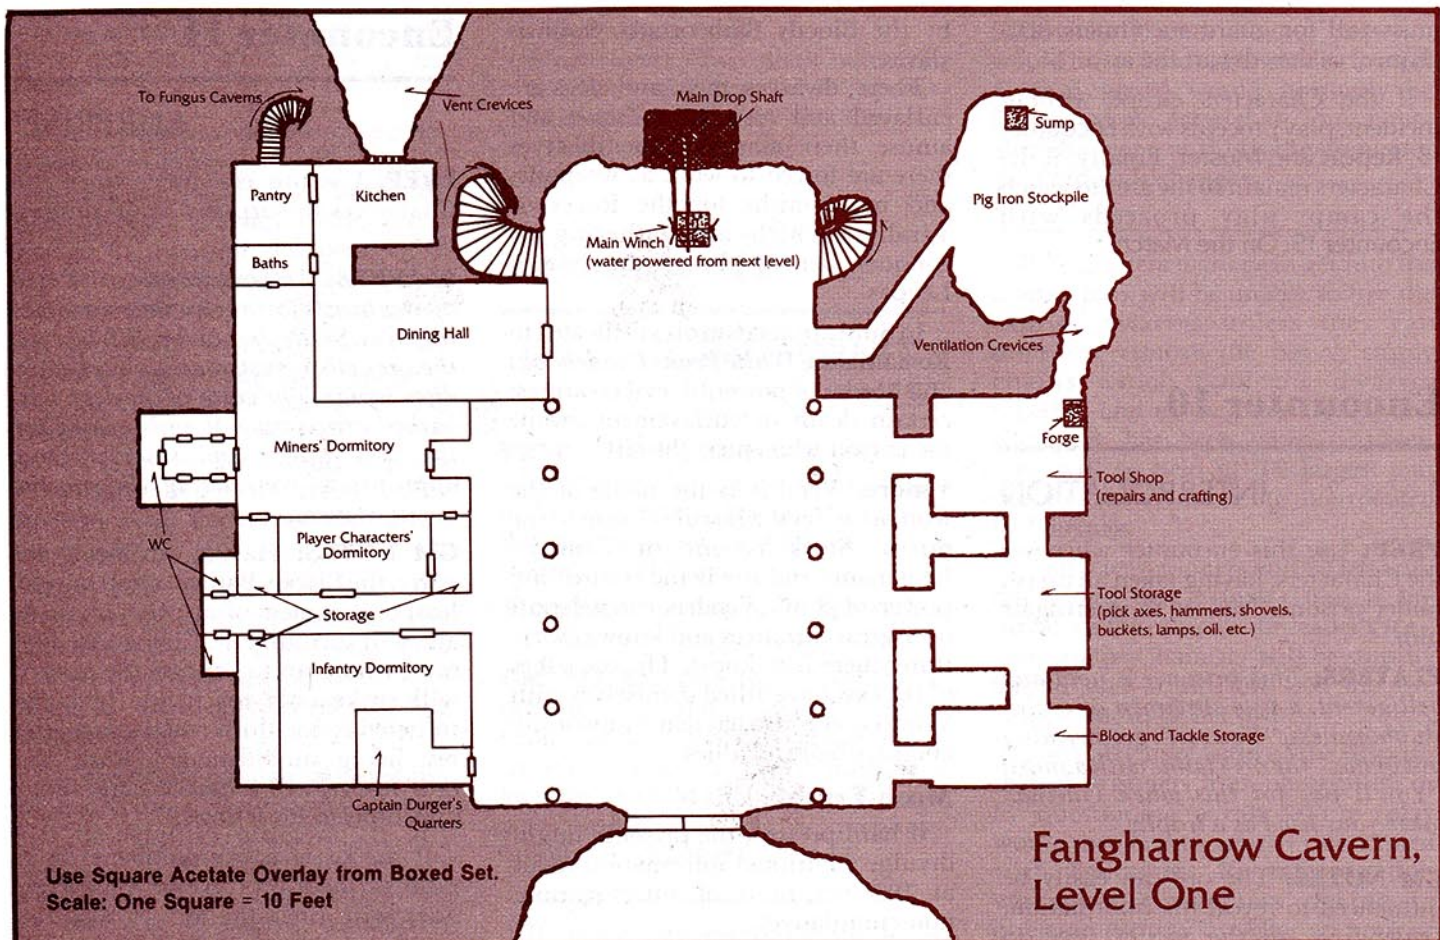 To Fungus Caverns
Vent Crevices
Main Drop Shaft
Sump
Pantry
Kitchen
Pig Iron Stockpile
Main Winch
(water powered from next level)
Baths
Dining Hall
Ventilation Crevices
Miners' Dormitory
Forge
Tool Shop
(repairs and crafting)
WC
Player Characters'
Dormitory
Storage
Tool Storage
(pick axes, hammers, shovels,
buckets, lamps, oil, etc.)
Infantry Dormitory
Block and Tackle Storage
Captain Durger's
Quarters
Fangharrow Cavern,
Level One
Use Square Acetate Overlay from Boxed Set.
Scale: One Square = 10 Feet